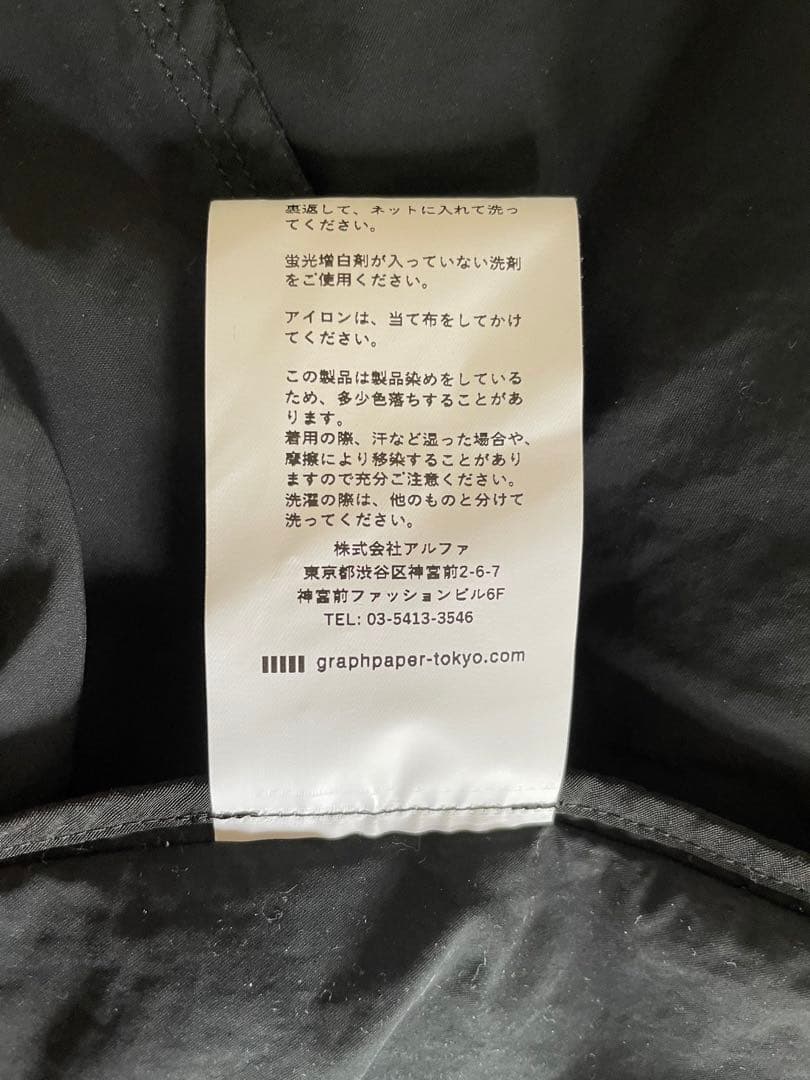 裏返して、ネットに入れて洗っ
てください。
蛍光増白剤が入っていない洗剤
をご使用ください。
アイロンは、当て布をしてかけ
てください。
この製品は製品染めをしている
ため、多少色落ちすることがあ
ります。
着用の際、汗など湿った場合や、
摩擦により移染することがあり
ますので充分ご注意ください。
洗濯の際は、他のものと分けて
洗ってください。
株式会社アルファ
東京都渋谷区神宮前2-6-7
神宮前ファッションビル6F
TEL: 03-5413-3546
graphpaper-tokyo.com